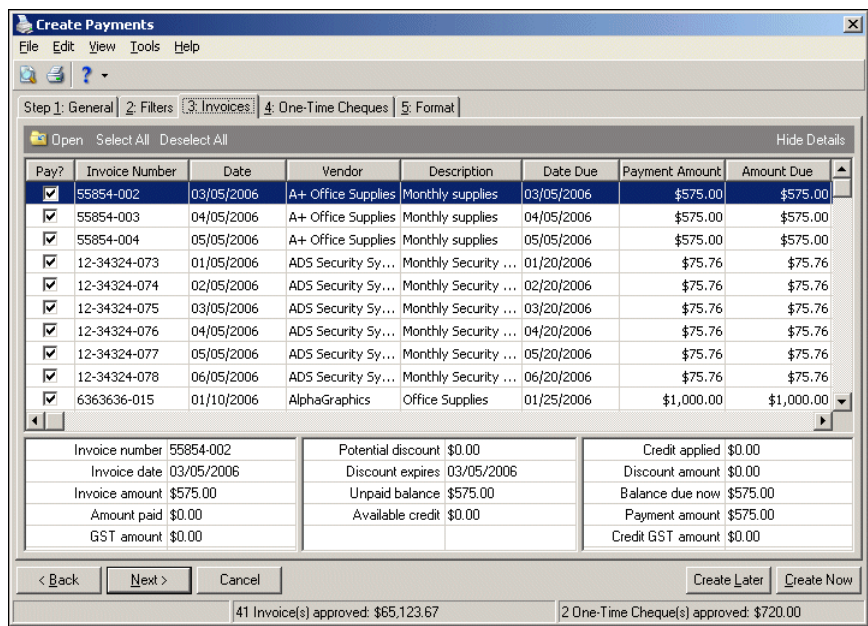 Create Payments
File Edit View Tools Help
?
Step 1: General 2: Filters 3: Invoices 4: One-Time Cheques 5: Format
Open Select All Deselect All Hide Details
Pay? Invoice Number Date Vendor Description Date Due Payment Amount Amount Due
55854-002 03/05/2006 A+ Office Supplies Monthly supplies 03/05/2006 $575.00 $575.00
55854-003 04/05/2006 A+ Office Supplies Monthly supplies 04/05/2006 $575.00 $575.00
55854-004 05/05/2006 A+ Office Supplies Monthly supplies 05/05/2006 $575.00 $575.00
12-34324-073 01/05/2006 ADS Security Sy... Monthly Security ... 01/20/2006 $75.76 $75.76
12-34324-074 02/05/2006 ADS Security Sy... Monthly Security ... 02/20/2006 $75.76 $75.76
12-34324-075 03/05/2006 ADS Security Sy... Monthly Security ... 03/20/2006 $75.76 $75.76
12-34324-076 04/05/2006 ADS Security Sy... Monthly Security ... 04/20/2006 $75.76 $75.76
12-34324-077 05/05/2006 ADS Security Sy... Monthly Security ... 05/20/2006 $75.76 $75.76
12-34324-078 06/05/2006 ADS Security Sy... Monthly Security ... 06/20/2006 $75.76 $75.76
6363636-015 01/10/2006 AlphaGraphics Office Supplies 01/25/2006 $1,000.00 $1,000.00
Invoice number 55854-002 Potential discount $0.00 Credit applied $0.00
Invoice date 03/05/2006 Discount expires 03/05/2006 Discount amount $0.00
Invoice amount $575.00 Unpaid balance $575.00 Balance due now $575.00
Amount paid $0.00 Available credit $0.00 Payment amount $575.00
GST amount $0.00 Credit GST amount $0.00
< Back Next > Cancel Create Later Create Now
41 Invoice(s) approved: $65,123.67 2 One-Time Cheque(s) approved: $720.00